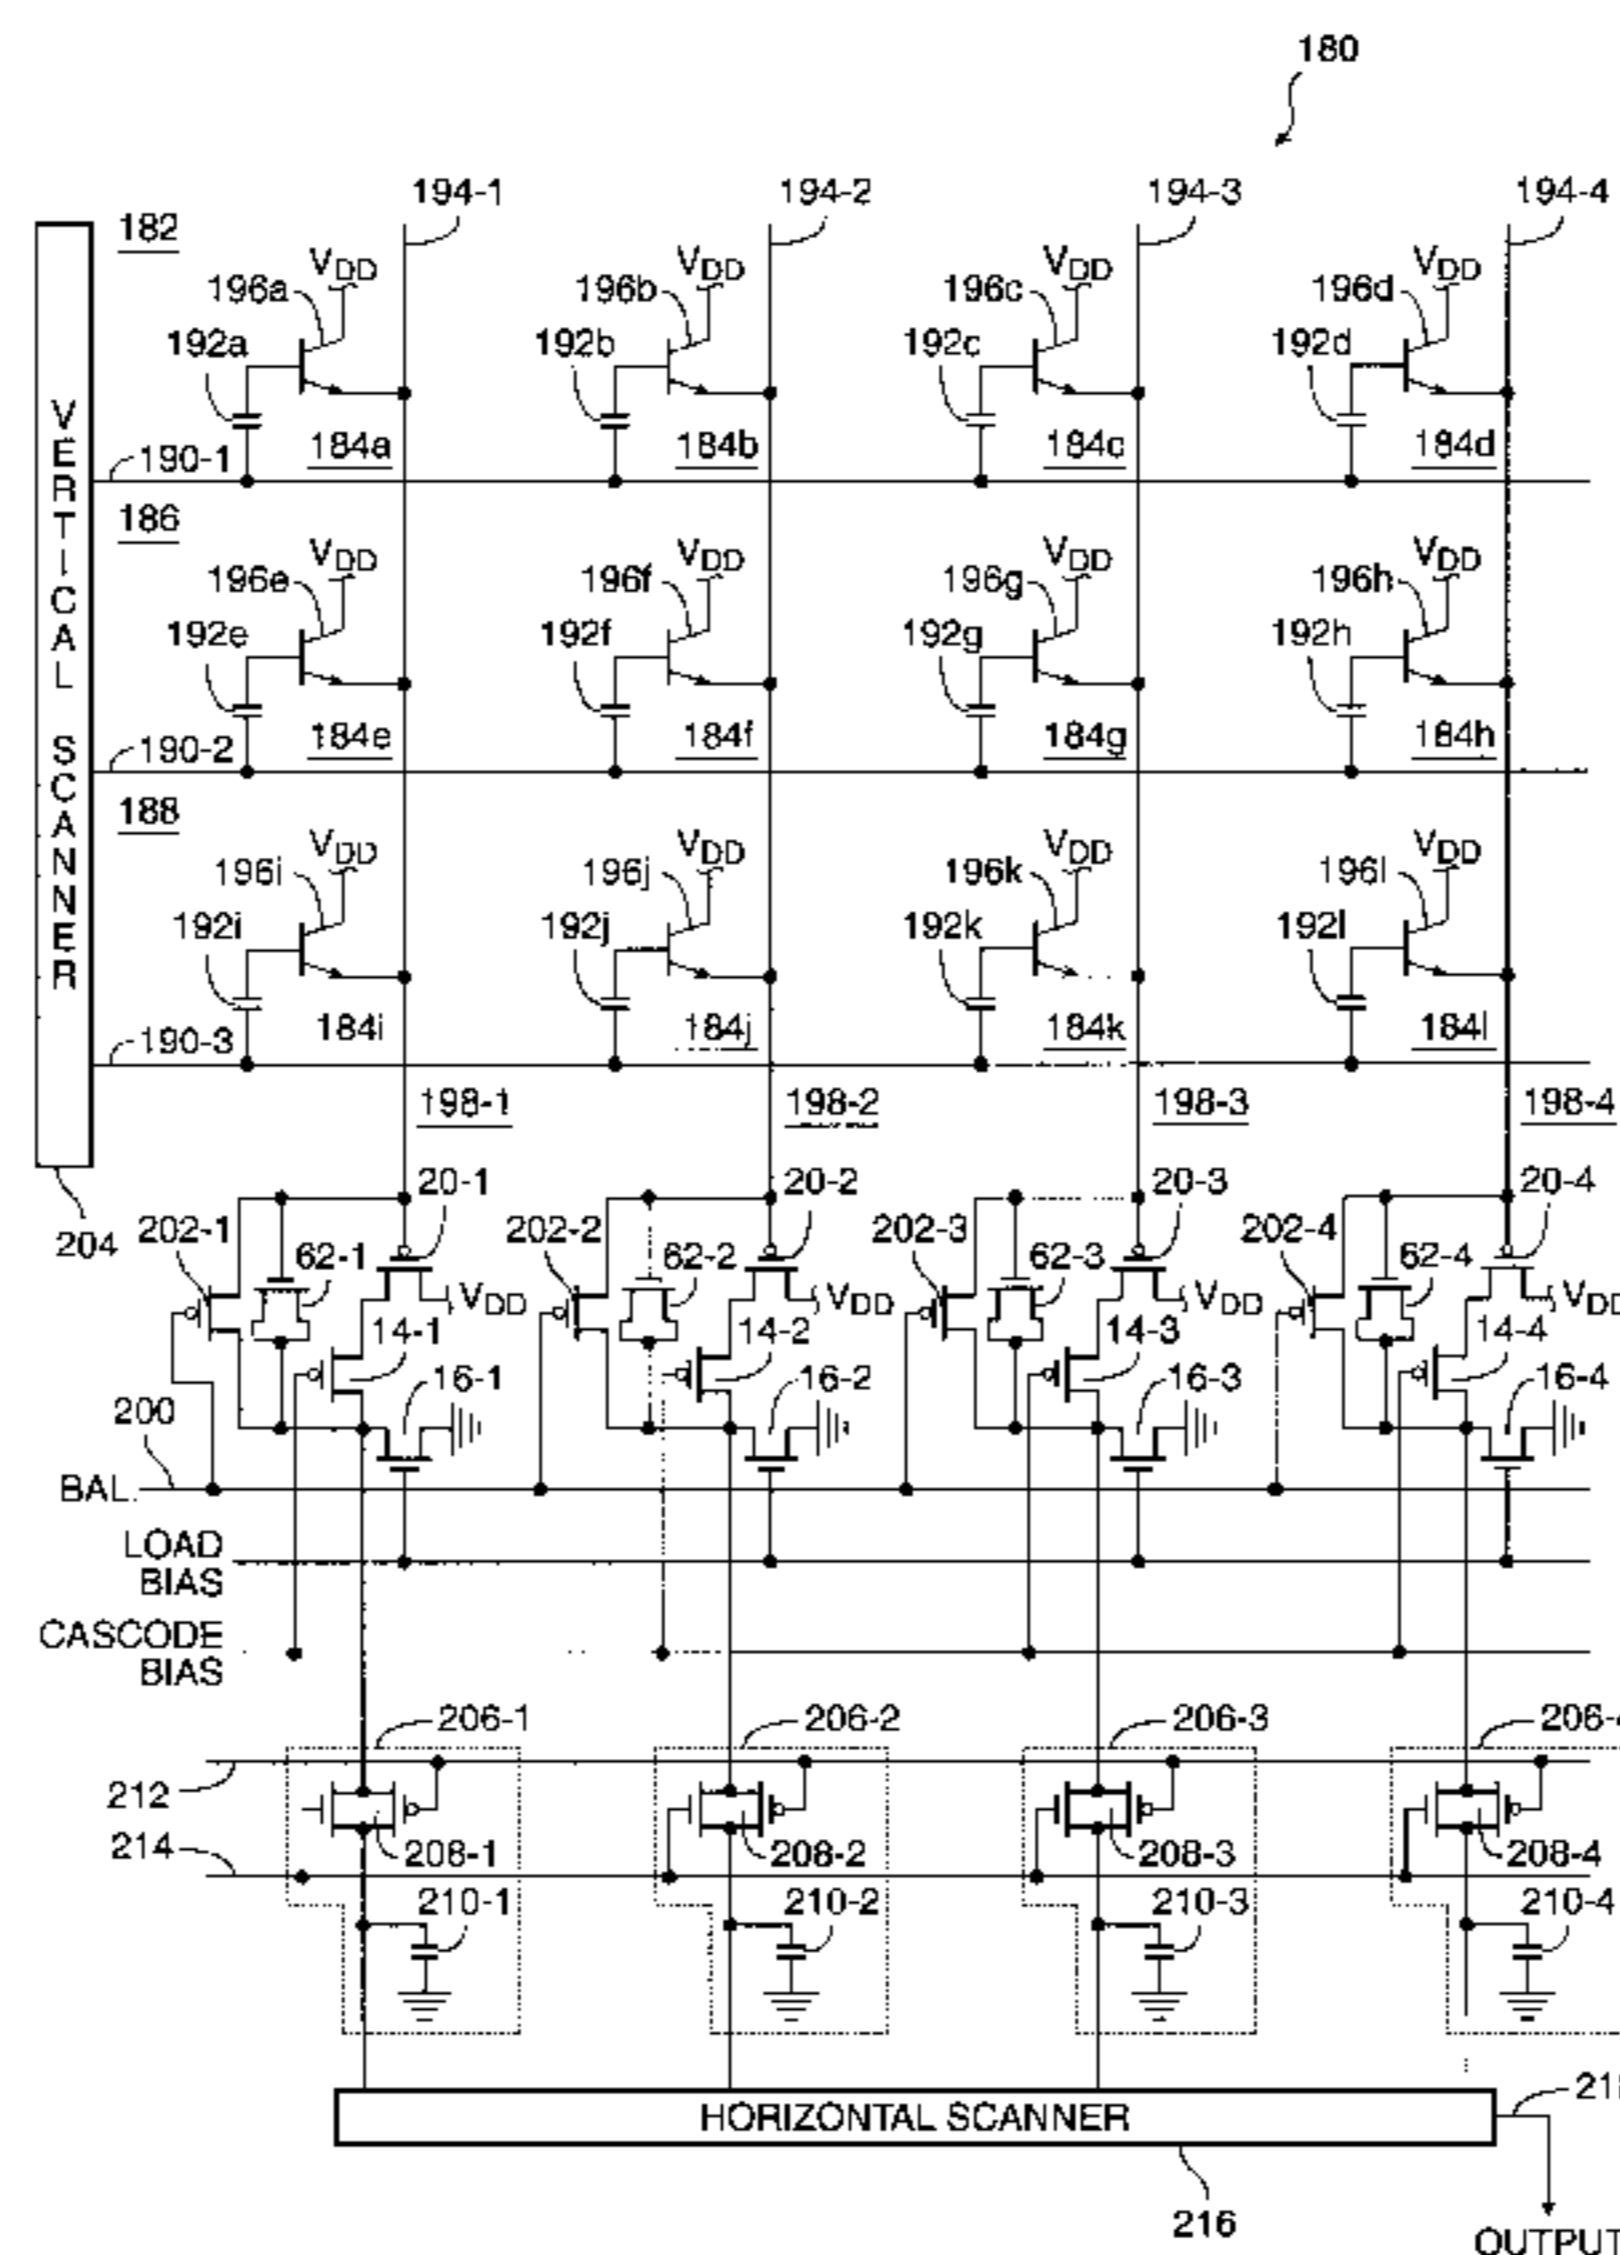 180
194-1 194-2 194-3 194-4
182
VDD VDD VDD VDD
196a 196b 196c 196d
192a 192b 192c 192d
184a 184b 184c 184d
190-1
186
VDD VDD VDD VDD
196e 196f 196g 196h
192e 192f 192g 192h
184e 184f 184g 184h
190-2
188
VDD VDD VDD VDD
196i 196j 196k 196l
192i 192j 192k 192l
184i 184j 184k 184l
190-3
VERTICAL SCANNER
198-1 198-2 198-3 198-4
20-1 20-2 20-3 20-4
204 202-1 202-2 202-3 202-4
62-1 62-2 62-3 62-4
VDD VDD VDD VDD
14-1 14-2 14-3 14-4
16-1 16-2 16-3 16-4
200
BAL.
LOAD
BIAS
CASCODE
BIAS
206-1 206-2 206-3 206-4
212
214
208-1 208-2 208-3 208-4
210-1 210-2 210-3 210-4
HORIZONTAL SCANNER
216
OUTPUT